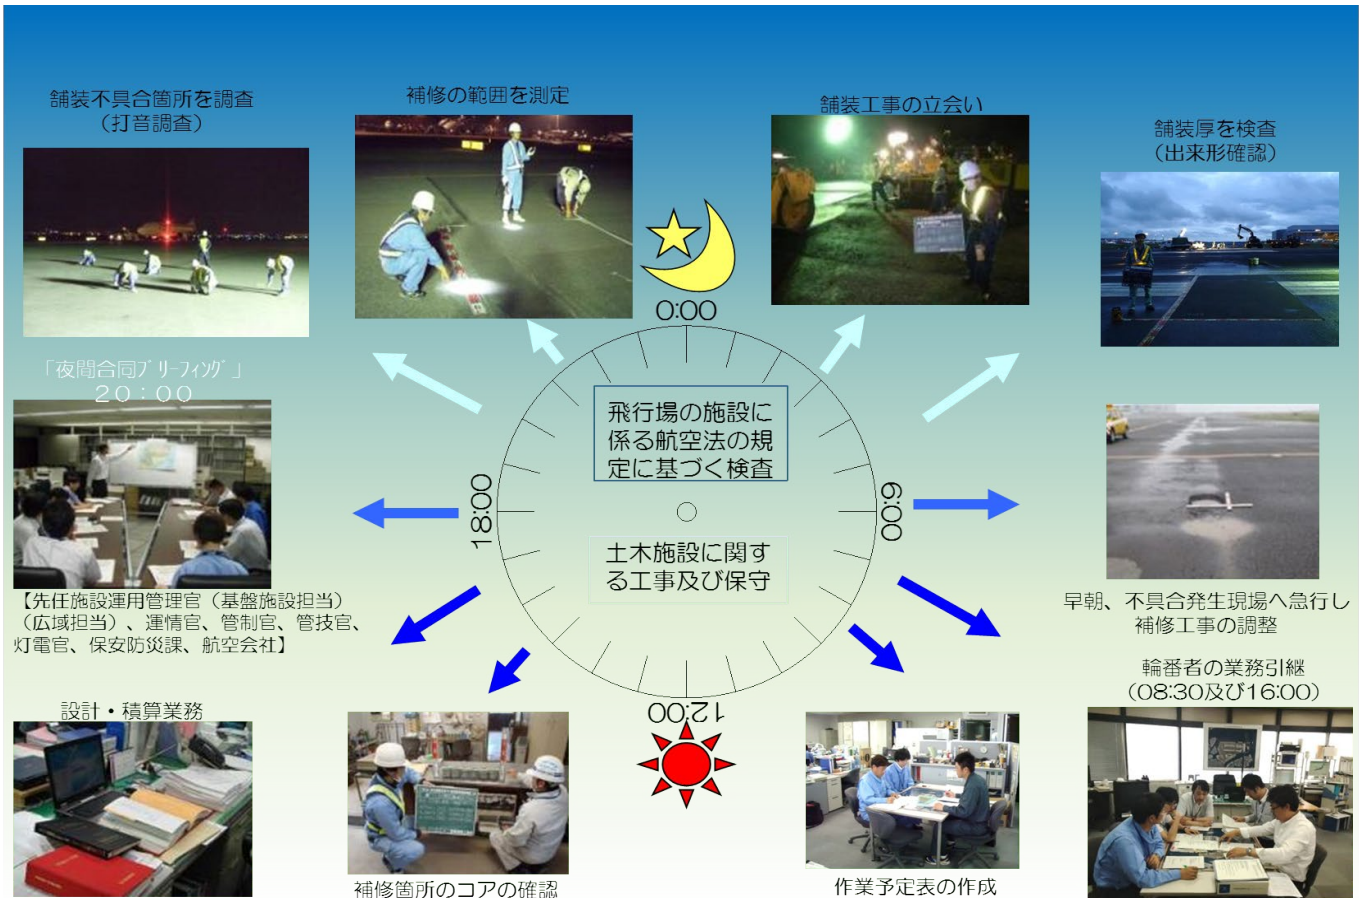 舗装不具合箇所を調査
（打音調査）
補修の範囲を測定
舗装工事の立会い
舗装厚を検査
（出来形確認）
「夜間合同ﾌﾞﾘｰﾌｨﾝｸﾞ」
２０：００
0:00
飛行場の施設に
係る航空法の規
定に基づく検査
18:00
6:00
土木施設に関す
る工事及び保守
12:00
【先任施設運用管理官（基盤施設担当）
（広域担当）、運情官、管制官、管技官、
灯電官、保安防災課、航空会社】
早朝、不具合発生現場へ急行し
補修工事の調整
輪番者の業務引継
（08:30及び16:00）
設計・積算業務
補修箇所のコアの確認
作業予定表の作成